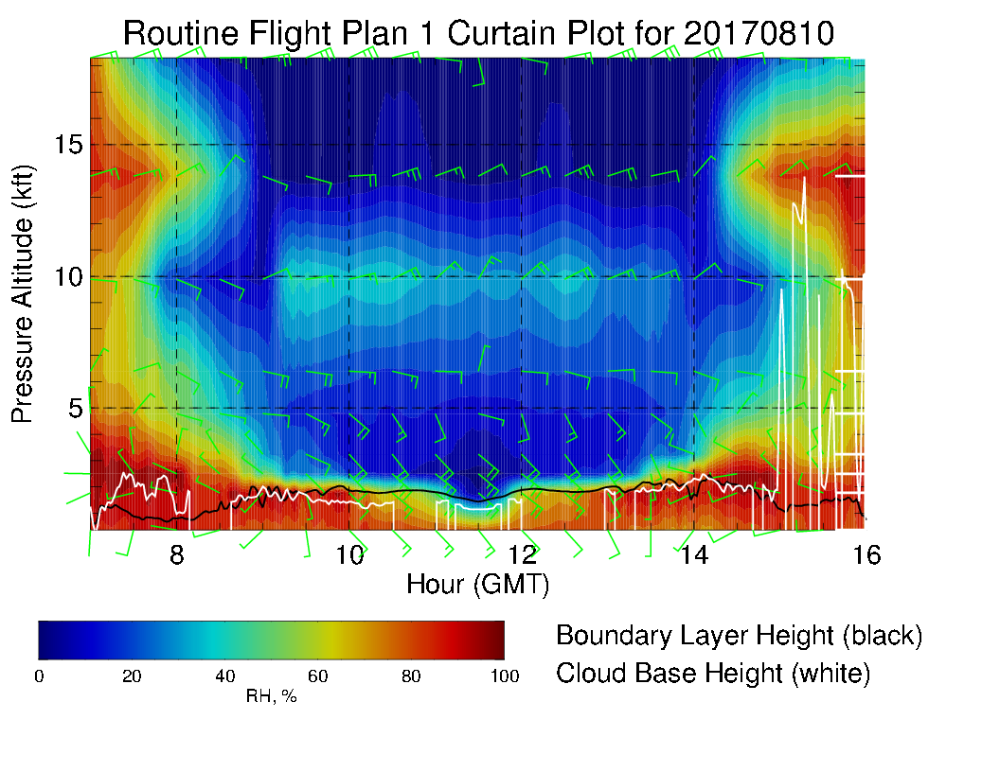 Routine Flight Plan 1 Curtain Plot for 20170810
15
10
5
Pressure Altitude (kft)
8 10 12 14 16
Hour (GMT)
0 20 40 60 80 100
RH, %
Boundary Layer Height (black)
Cloud Base Height (white)